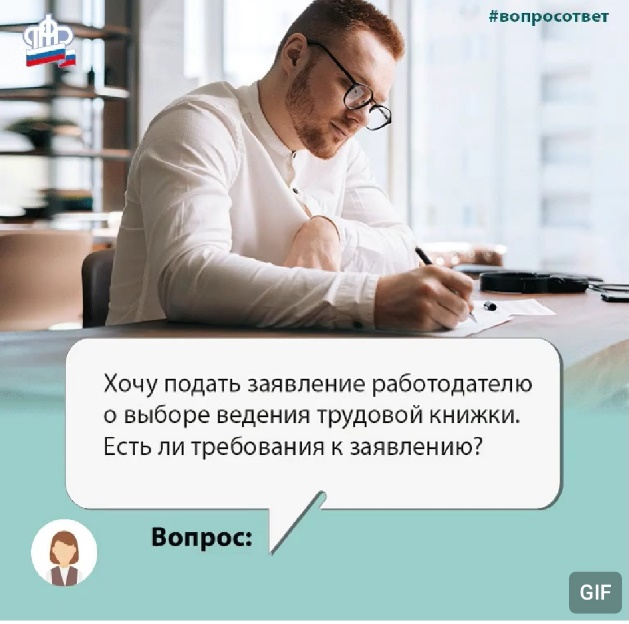 #вопросответ
Хочу подать заявление работодателю
о выборе ведения трудовой книжки.
Есть ли требования к заявлению?
Вопрос:
GIF